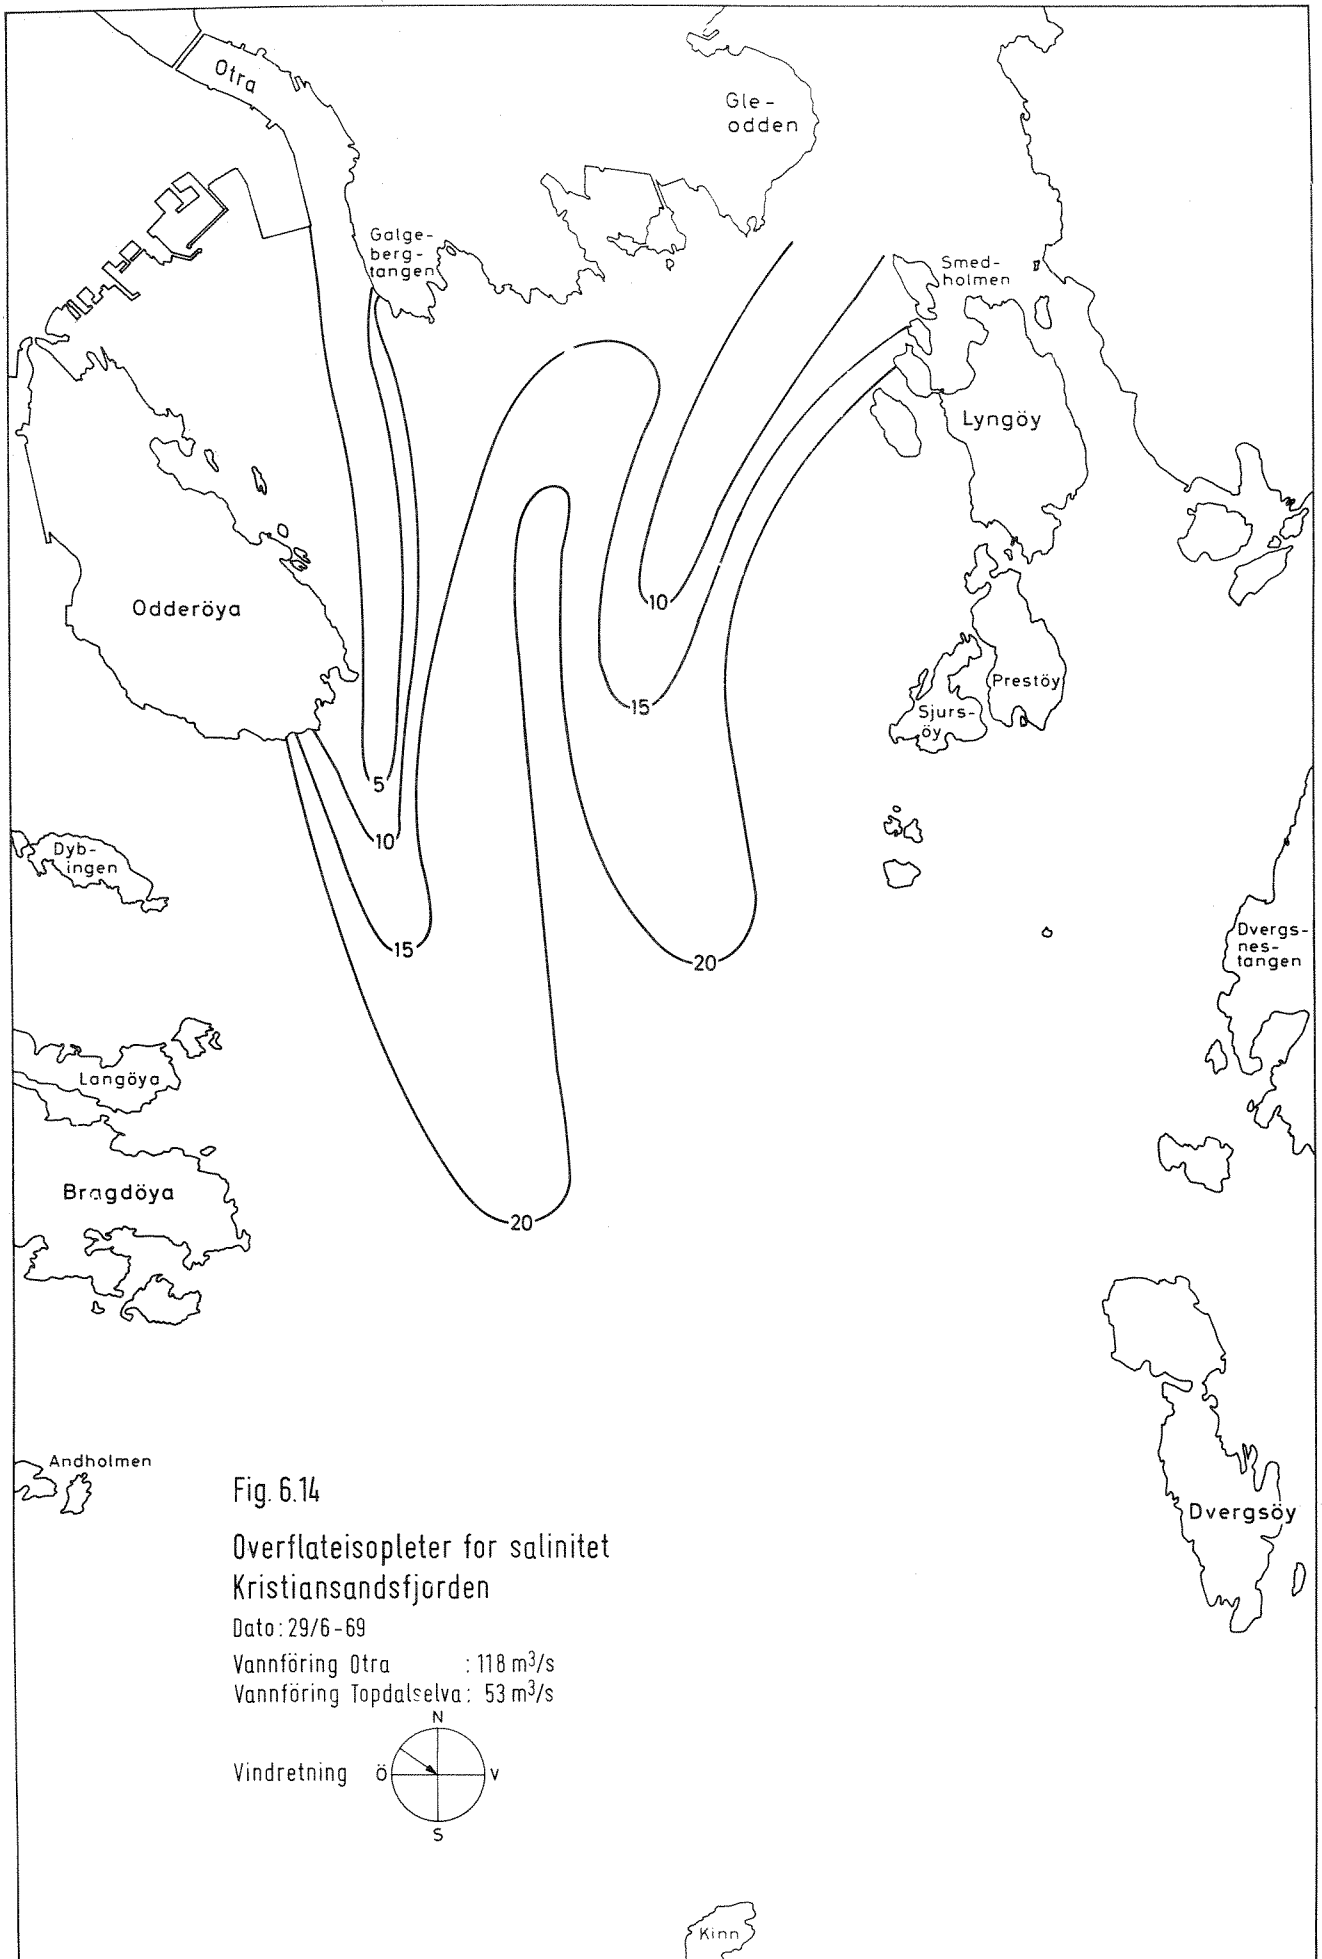 Otra
Gle-
odden
Galge-
berg-
tangen
Smed-
holmen
Lyngöy
Odderöya
10
Prestöy
15
Sjurs-
öy
5
10
Dyb-
ingen
15
20
Dvergs-
nes-
tangen
Langöya
Bragdöya
20
Andholmen
Fig. 6.14
Overflateisopleter for salinitet
Kristiansandsfjorden
Dato: 29/6-69
Vannföring Otra : 118 m³/s
Vannföring Topdalselva: 53 m³/s
N
Vindretning Ö V
S
Dvergsöy
Kinn